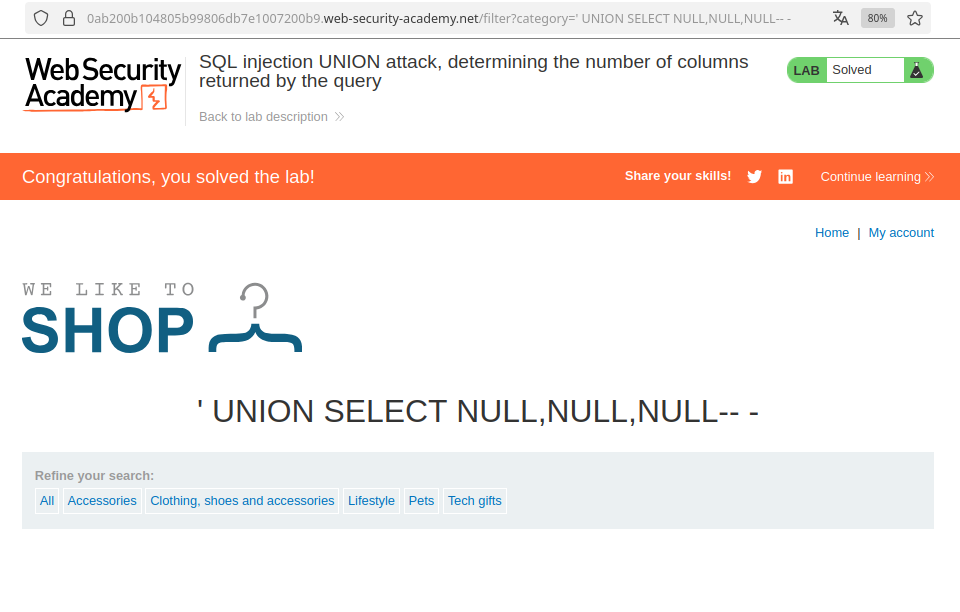 0ab200b104805b99806db7e1007200b9.web-security-academy.net/filter?category=' UNION SELECT NULL,NULL,NULL-- -
80%
Web Security
Academy
SQL injection UNION attack, determining the number of columns
returned by the query
Back to lab description
LAB Solved
Congratulations, you solved the lab!
Share your skills!
Continue learning
Home | My account
WE LIKE TO
SHOP
' UNION SELECT NULL,NULL,NULL-- -
Refine your search:
All Accessories Clothing, shoes and accessories Lifestyle Pets Tech gifts